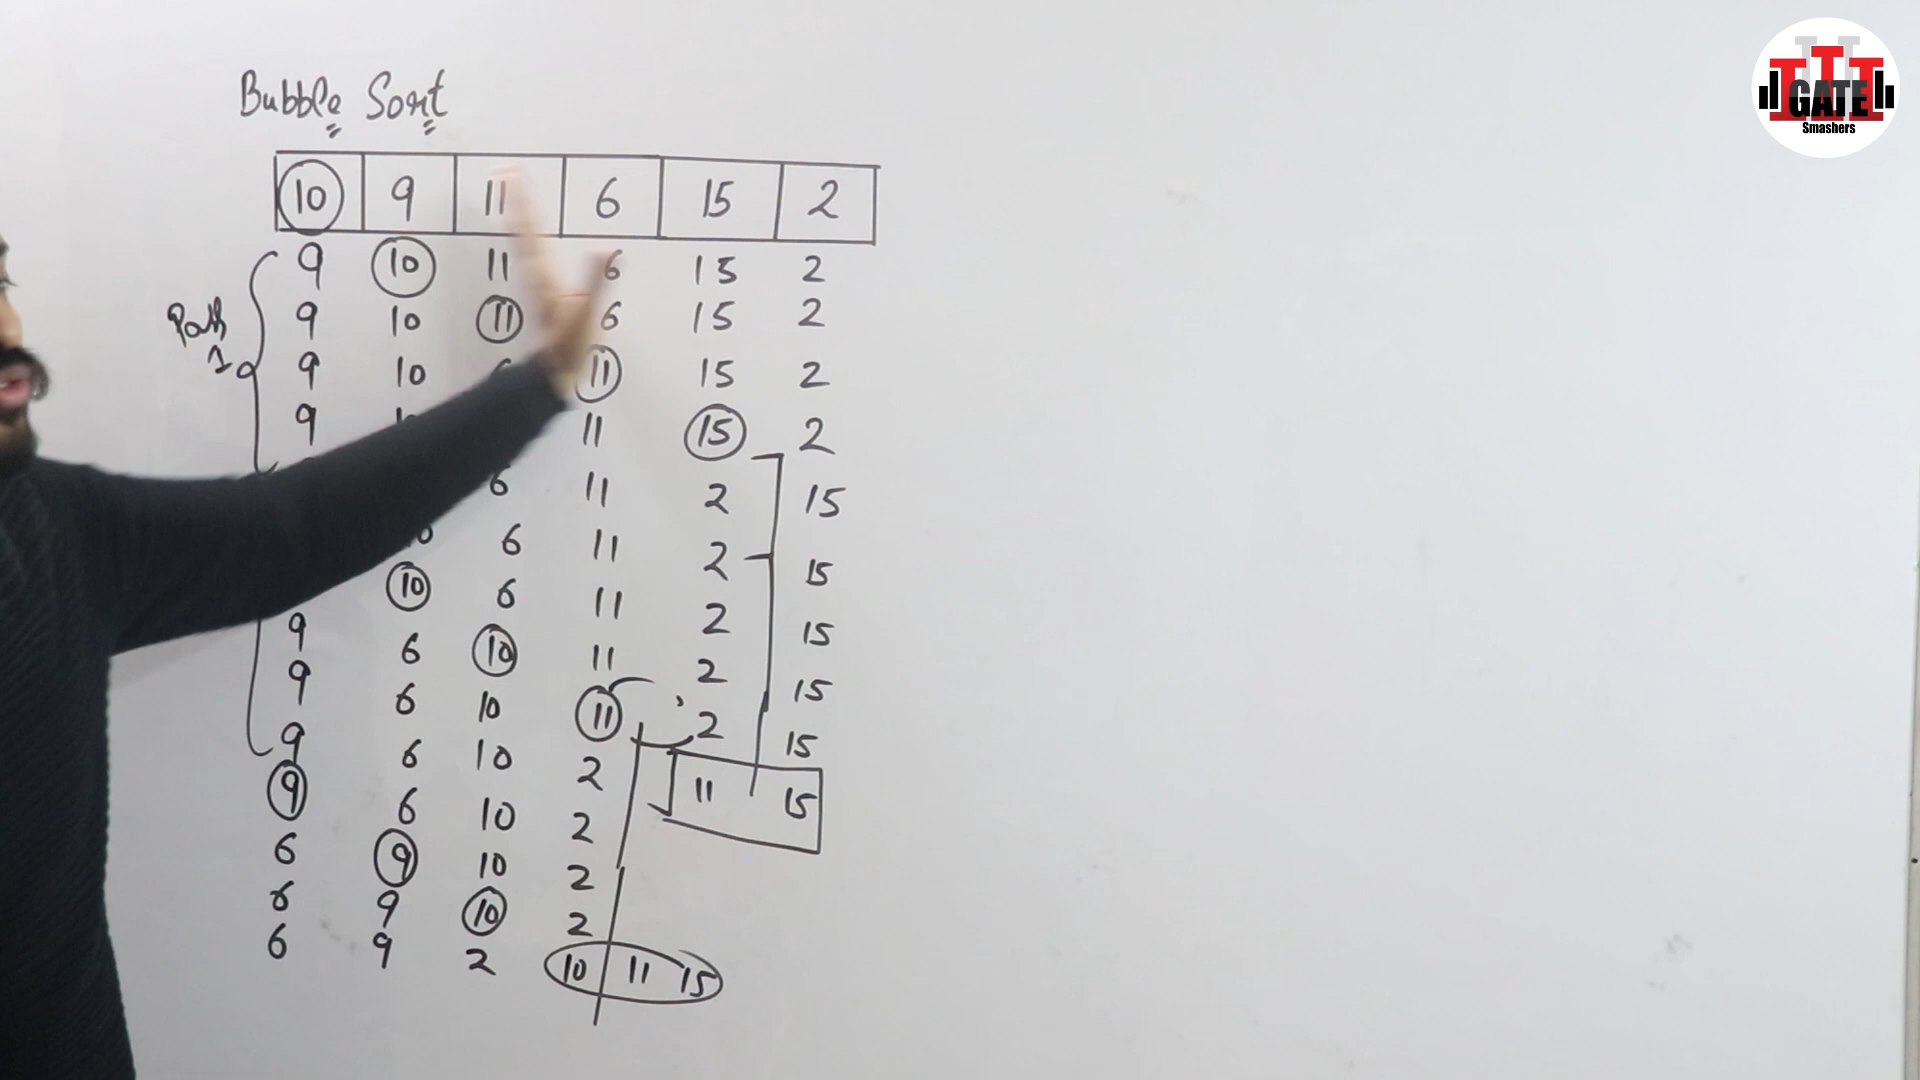 Bubble Sort
10 9 11 6 15 2
9 10 11 6 15 2
Pass 1 9 10 11 6 15 2
9 10 11 15 2
9 11 15 2
6 11 2 15
6 11 2 15
10 6 11 2 15
9 6 10 11 2 15
9 6 10 11 2 15
9 6 10 2 11 15
9 6 10 2
6 9 10 2
6 9 10 2
6 9 2 10 11 15
GATE
Smashers